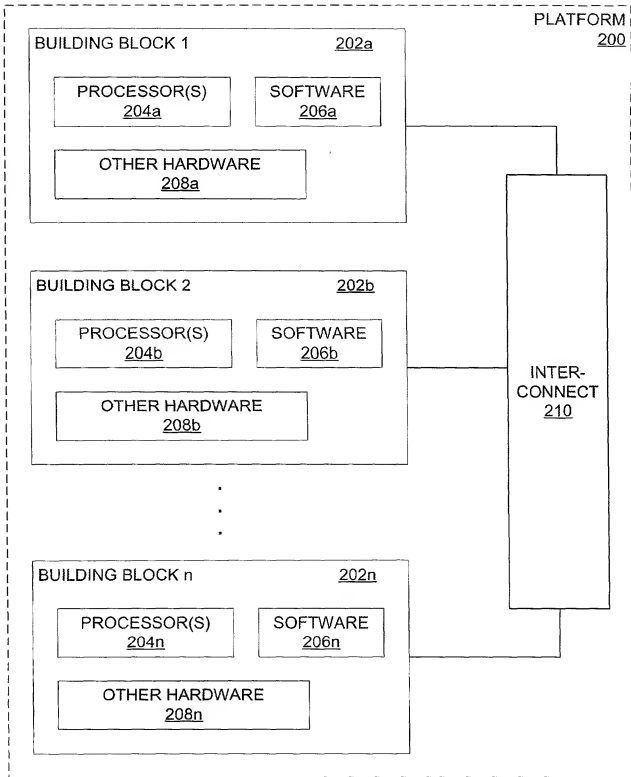 PLATFORM
200
BUILDING BLOCK 1 202a
PROCESSOR(S) SOFTWARE
204a 206a
OTHER HARDWARE
208a
BUILDING BLOCK 2 202b
PROCESSOR(S) SOFTWARE
204b 206b
OTHER HARDWARE
208b
INTER-
CONNECT
210
BUILDING BLOCK n 202n
PROCESSOR(S) SOFTWARE
204n 206n
OTHER HARDWARE
208n